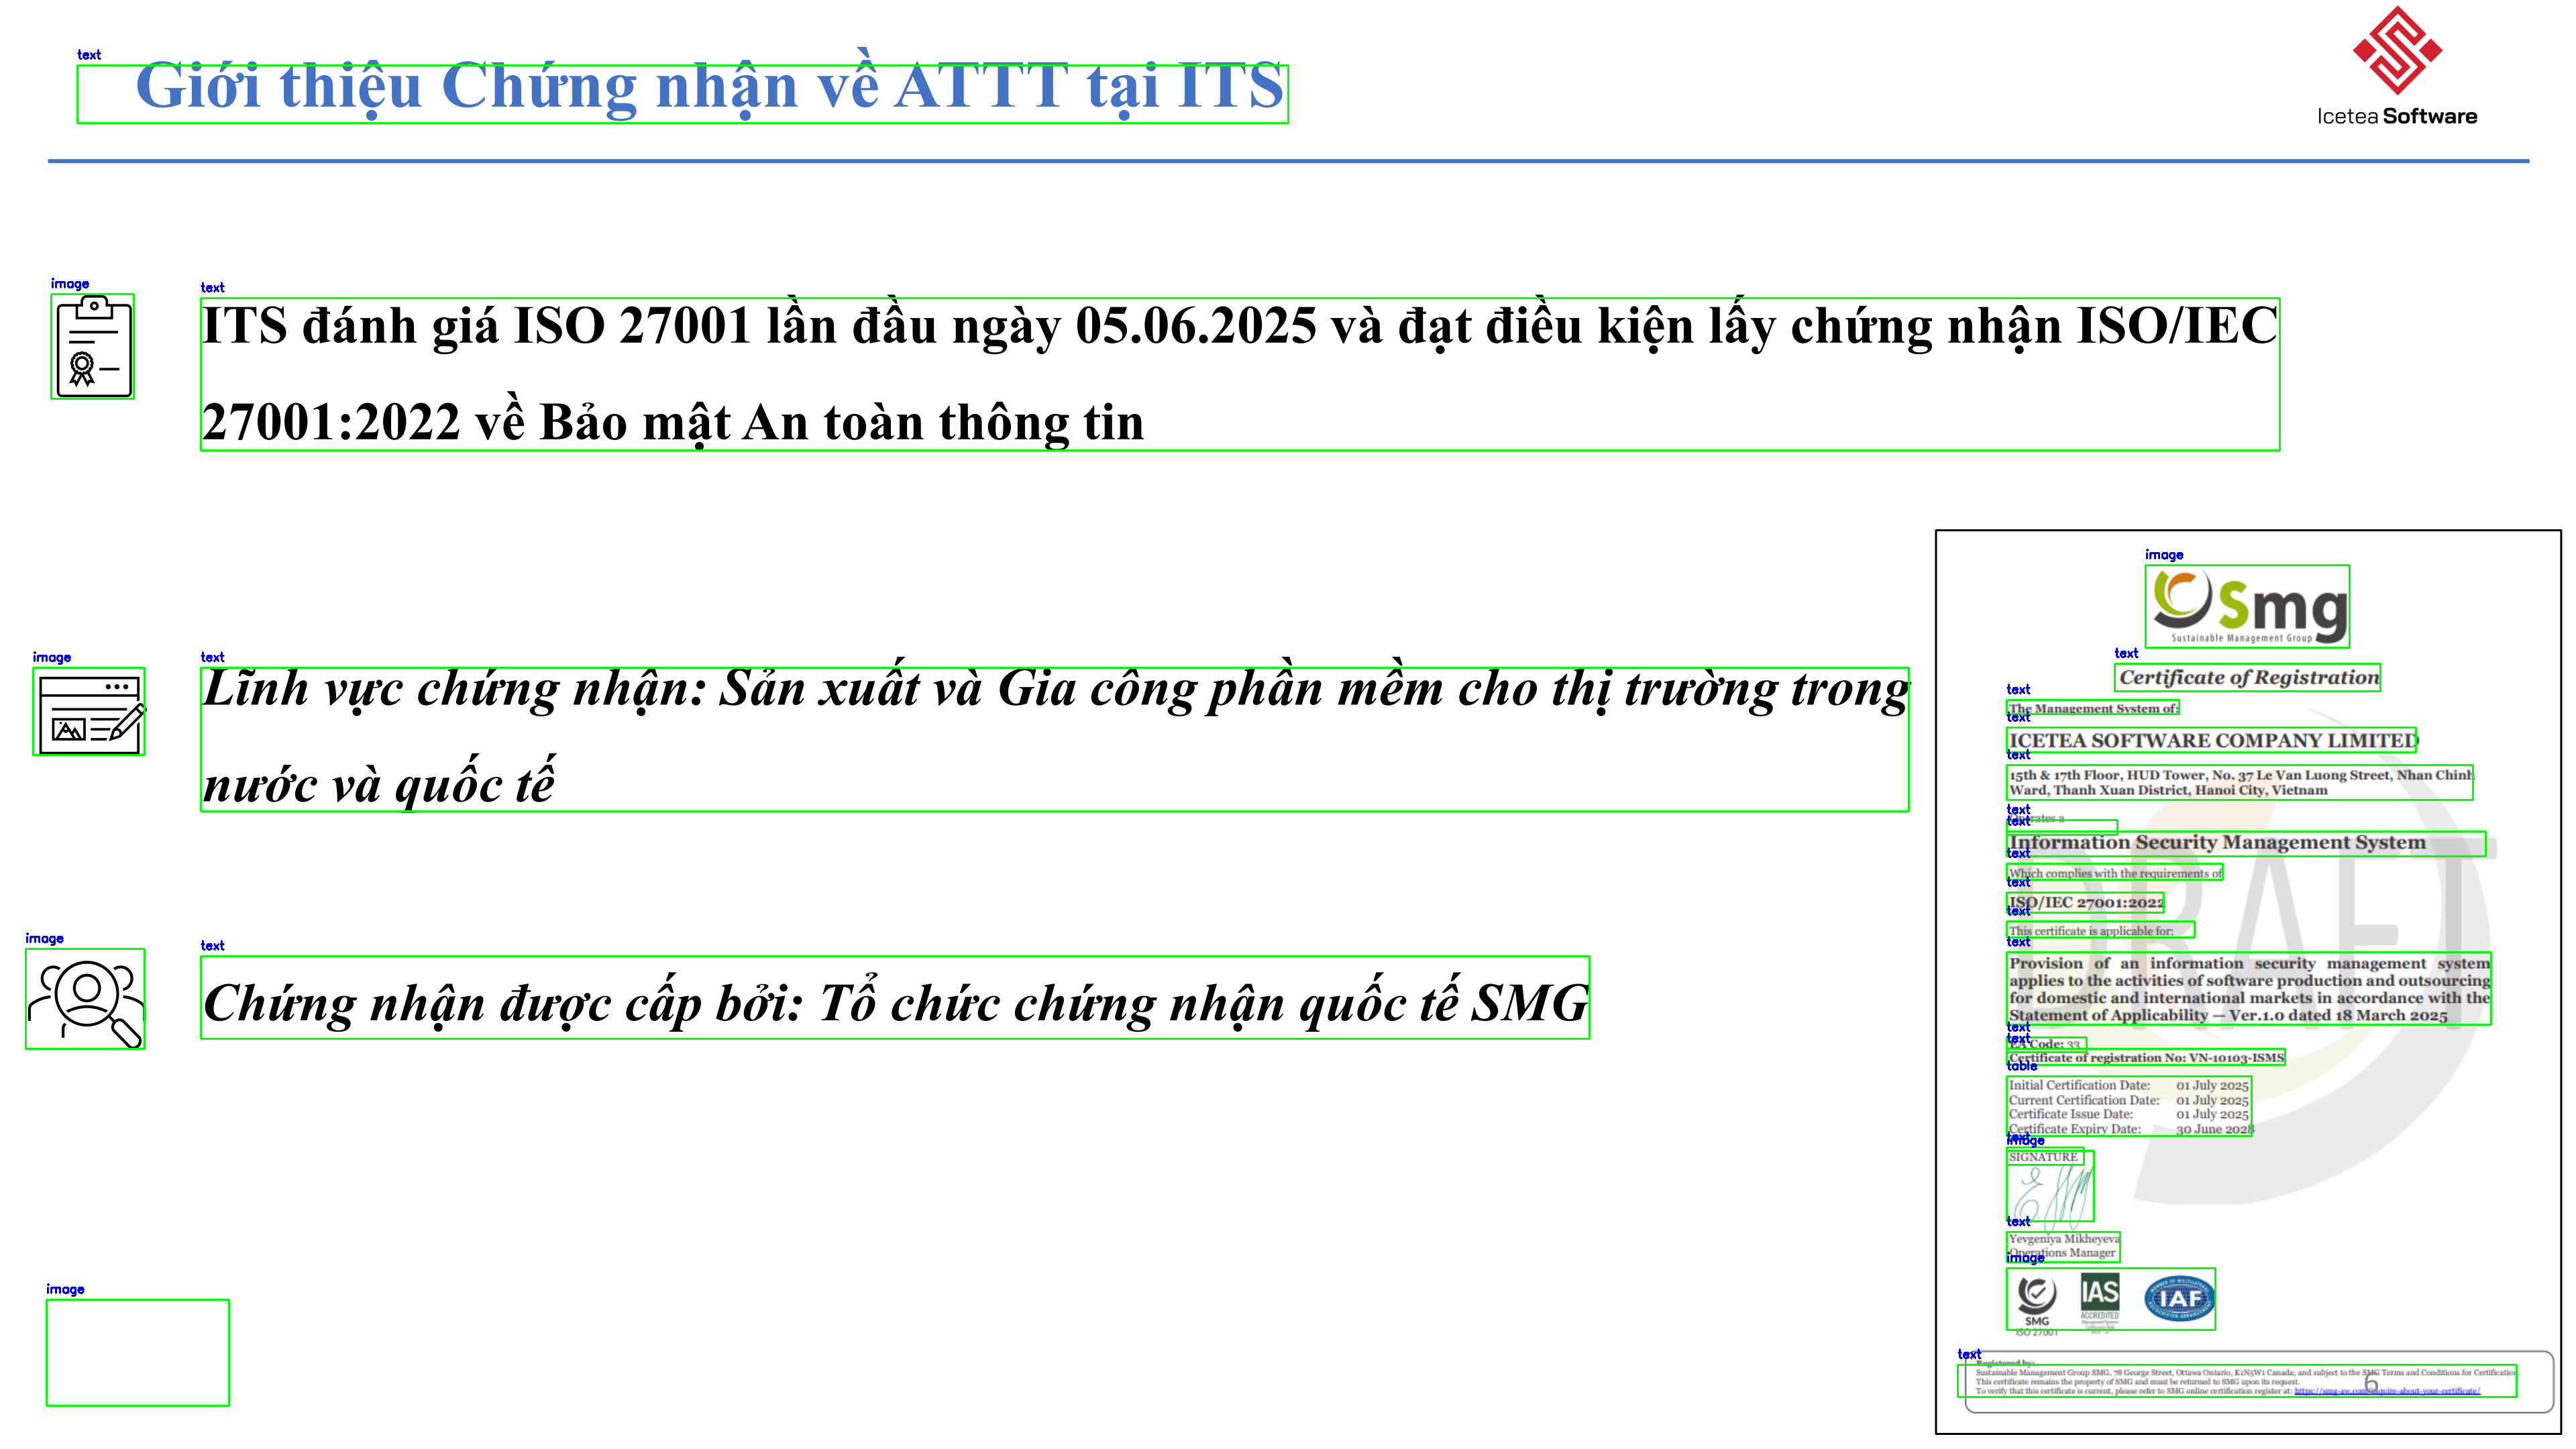 text
Giới thiệu Chứng nhận về ATTT tại ITS
Icetea Software
image
text
ITS đánh giá ISO 27001 lần đầu ngày 05.06.2025 và đạt điều kiện lấy chứng nhận ISO/IEC
27001:2022 về Bảo mật An toàn thông tin
image
text
Lĩnh vực chứng nhận: Sản xuất và Gia công phần mềm cho thị trường trong
nước và quốc tế
image
text
Chứng nhận được cấp bởi: Tổ chức chứng nhận quốc tế SMG
image
image
Smg
Sustainable Management Group
text
Certificate of Registration
text
The Management System of:
text
ICETEA SOFTWARE COMPANY LIMITED
text
15th & 17th Floor, HUD Tower, No. 37 Le Van Luong Street, Nhan Chinh
Ward, Thanh Xuan District, Hanoi City, Vietnam
text
text
Information Security Management System
text
Which complies with the requirements of
text
ISO/IEC 27001:2022
text
This certificate is applicable for:
text
Provision of an information security management system
applies to the activities of software production and outsourcing
for domestic and international markets in accordance with the
Statement of Applicability — Ver.1.0 dated 18 March 2025
text
EA Code: 33
text
Certificate of registration No: VN-10103-ISMS
table
Initial Certification Date: 01 July 2025
Current Certification Date: 01 July 2025
Certificate Issue Date: 01 July 2025
Certificate Expiry Date: 30 June 2028
text
image
SIGNATURE
text
Yevgeniya Mikheyeva
Operations Manager
image
SMG
ISO 27001
IAS
ACCREDITED
IAF
DRAFT
text
Registered by:
Sustainable Management Group SMG, 78 George Street, Ottawa Ontario, K1N5W1 Canada; and subject to the SMG Terms and Conditions for Certification.
This certificate remains the property of SMG and must be returned to SMG upon its request.
To verify that this certificate is current, please refer to SMG online certification register at: https://smg-aw.com/inquire-about-your-certificate/
6